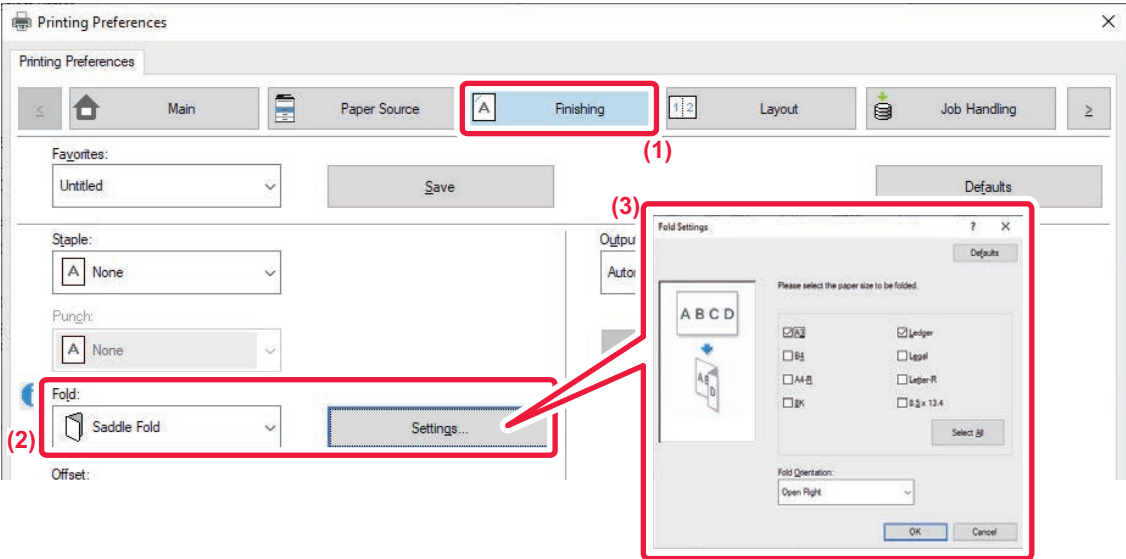 Printing Preferences
Printing Preferences
<
Main
Paper Source
A
Finishing
1 2
Layout
Job Handling
>
(1)
Favorites:
Untitled
Save
Defaults
(3)
Staple:
A None
Punch:
A None
Fold:
Saddle Fold
Settings...
(2)
Offset:
Outpu
Auto
Fold Settings
?
Defaults
Please select the paper size to be folded.
A B C D
A B
D
A3
Ledger
B4
Legal
A4-R
Letter-R
8K
8.5 x 13.4
Select All
Fold Orientation:
Open Right
OK
Cancel